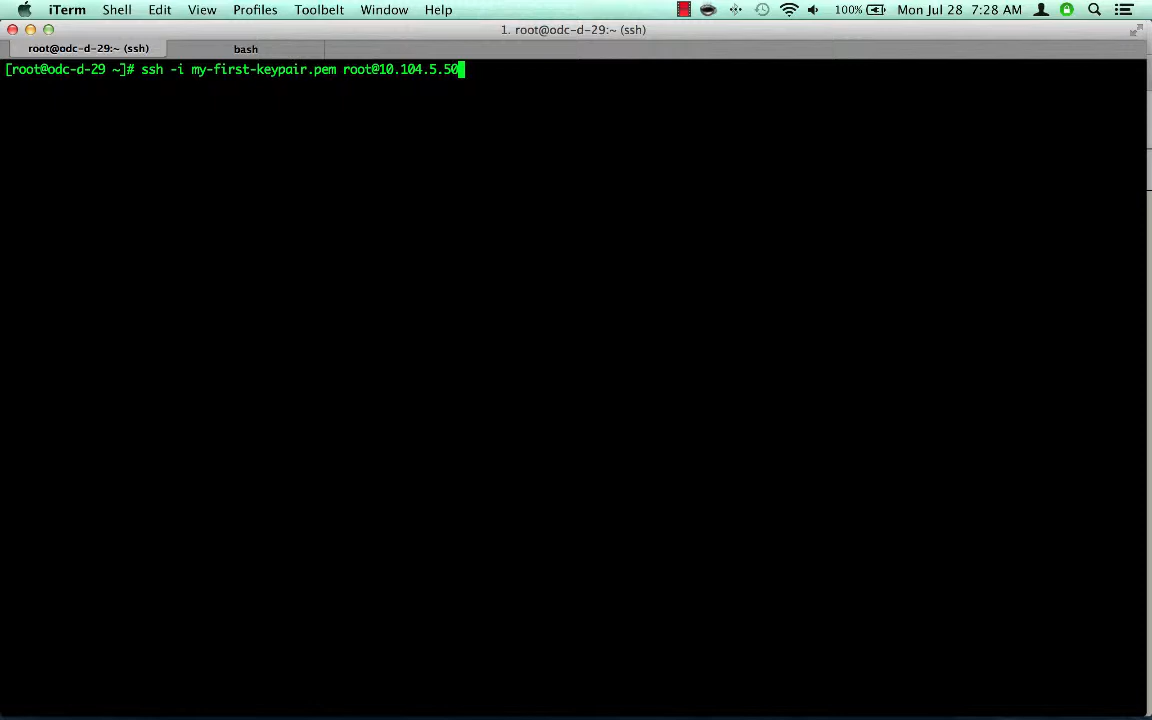 iTerm Shell Edit View Profiles Toolbelt Window Help 100% Mon Jul 28 7:28 AM
1. root@odc-d-29:~ (ssh)
root@odc-d-29:~ (ssh) bash
[root@odc-d-29 ~]# ssh -i my-first-keypair.pem root@10.104.5.50